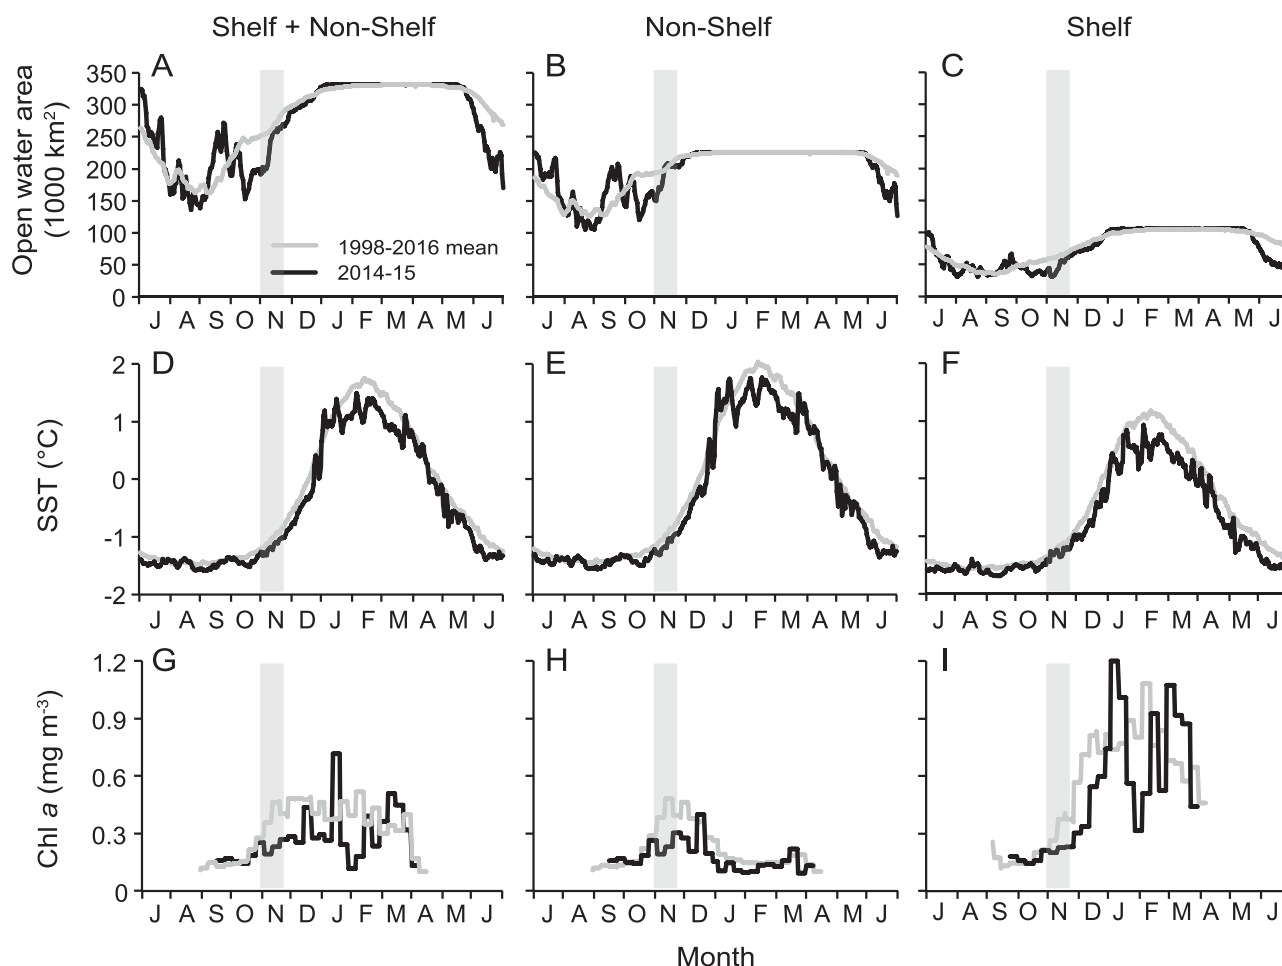 Shelf + Non-Shelf Non-Shelf Shelf
A B C
Open water area
(1000 km²)
350
300
250
200
150
100
50
0
1998-2016 mean
2014-15
J A S O N D J F M A M J J A S O N D J F M A M J J A S O N D J F M A M J
D E F
SST (°C)
2
1
0
-1
-2
J A S O N D J F M A M J J A S O N D J F M A M J J A S O N D J F M A M J
G H I
Chl a (mg m⁻³)
1.2
0.9
0.6
0.3
0
J A S O N D J F M A M J J A S O N D J F M A M J J A S O N D J F M A M J
Month